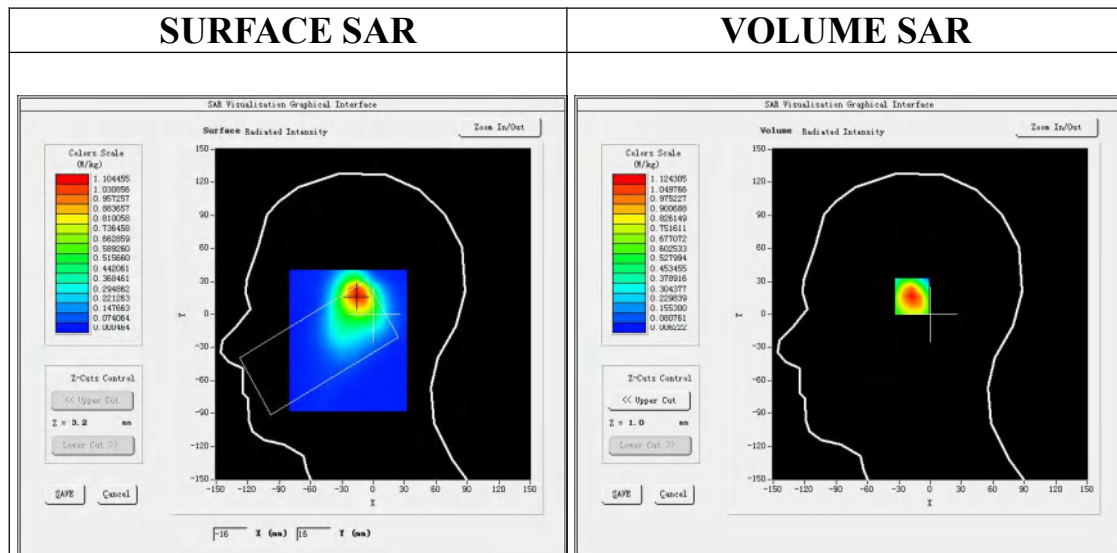 SURFACE SAR
VOLUME SAR
SAR Visualisation Graphical Interface
Surface Radiated Intensity
Zoom In/Out
Colors Scale
(W/kg)
1.104455
1.030856
0.957257
0.883657
0.810058
0.736458
0.662859
0.589260
0.515660
0.442061
0.368461
0.294862
0.221263
0.147663
0.074064
0.000464
150
120
90
60
30
0
-30
-60
-90
-120
-150
Y
-150 -120 -90 -60 -30 0 30 60 90 120 150
X
Z-Cuts Control
<< Upper Cut
Z = 3.2 mm
Lower Cut >>
SAVE Cancel
-16 X (mm) 16 Y (mm)
SAR Visualisation Graphical Interface
Volume Radiated Intensity
Zoom In/Out
Colors Scale
(W/kg)
1.124305
1.049766
0.975227
0.900688
0.826149
0.751611
0.677072
0.602533
0.527994
0.453455
0.378916
0.304377
0.229839
0.155300
0.080761
0.006222
150
120
90
60
30
0
-30
-60
-90
-120
-150
Y
-150 -120 -90 -60 -30 0 30 60 90 120 150
X
Z-Cuts Control
<< Upper Cut
Z = 1.0 mm
Lower Cut >>
SAVE Cancel